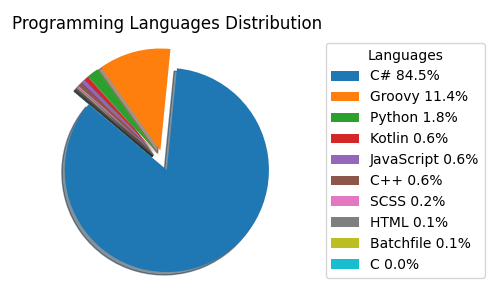 Programming Languages Distribution
Languages
C# 84.5%
Groovy 11.4%
Python 1.8%
Kotlin 0.6%
JavaScript 0.6%
C++ 0.6%
SCSS 0.2%
HTML 0.1%
Batchfile 0.1%
C 0.0%